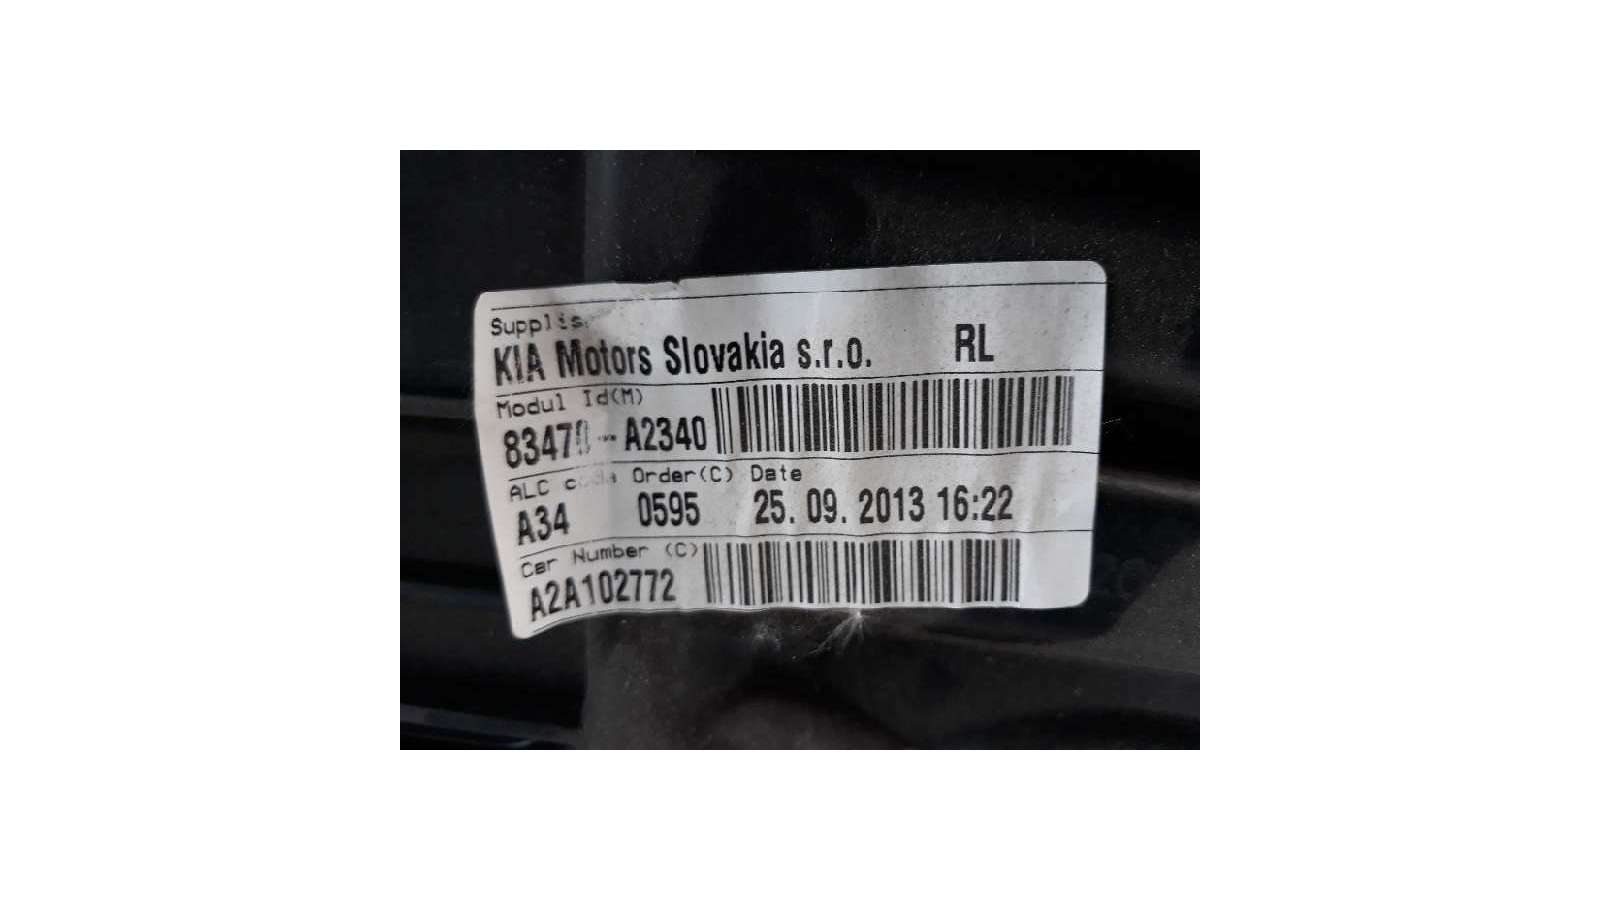 KIA Motors Slovakia s.r.o. RL
Modul Id(M)
83470-A2340
ALC Order(C) Date
A34 0595 25. 09. 2013 16:22
Car Number (C)
A2A102772